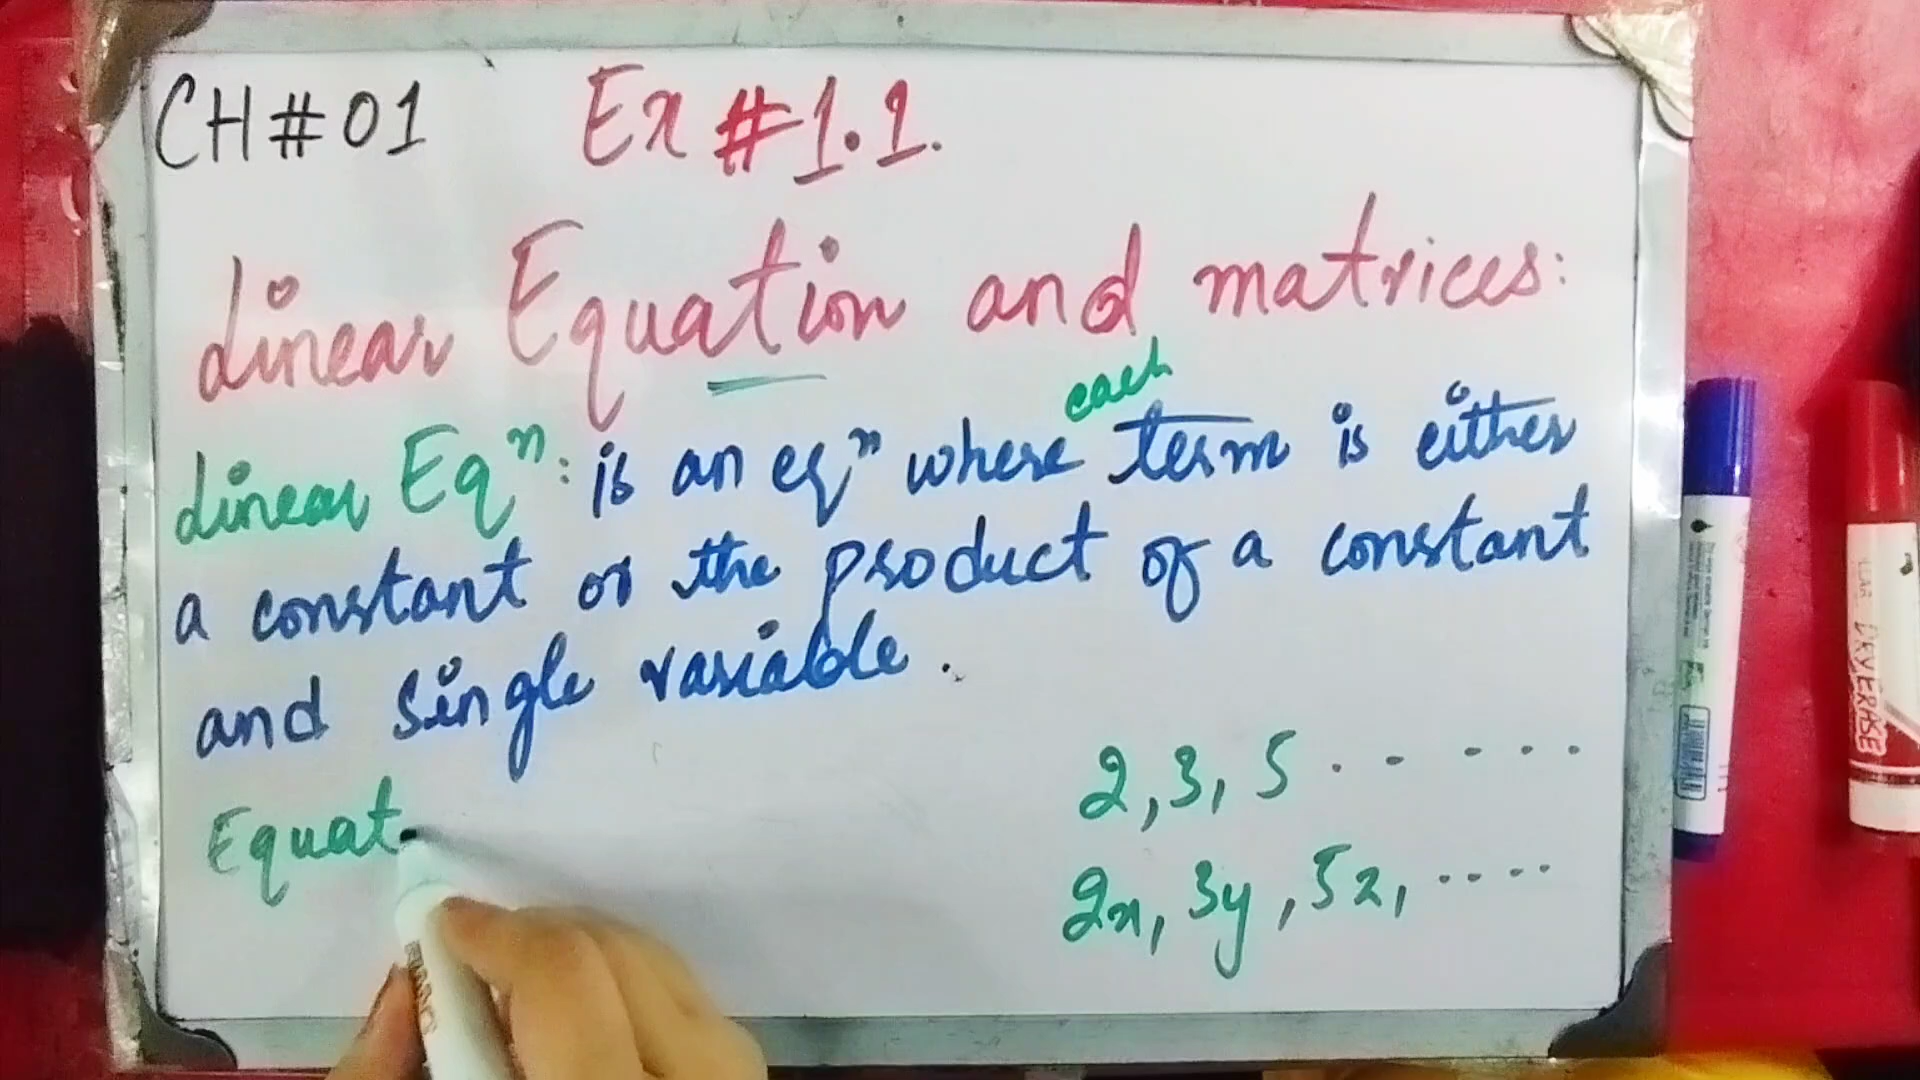 CH#01 Ex #1.1.
Linear Equation and matrices:
each
Linear Eqⁿ: is an eqⁿ where term is either
a constant or the product of a constant
and single variable.
2, 3, 5 . . . . . .
Equat
2x, 3y, 5z, ....
DRYERASE